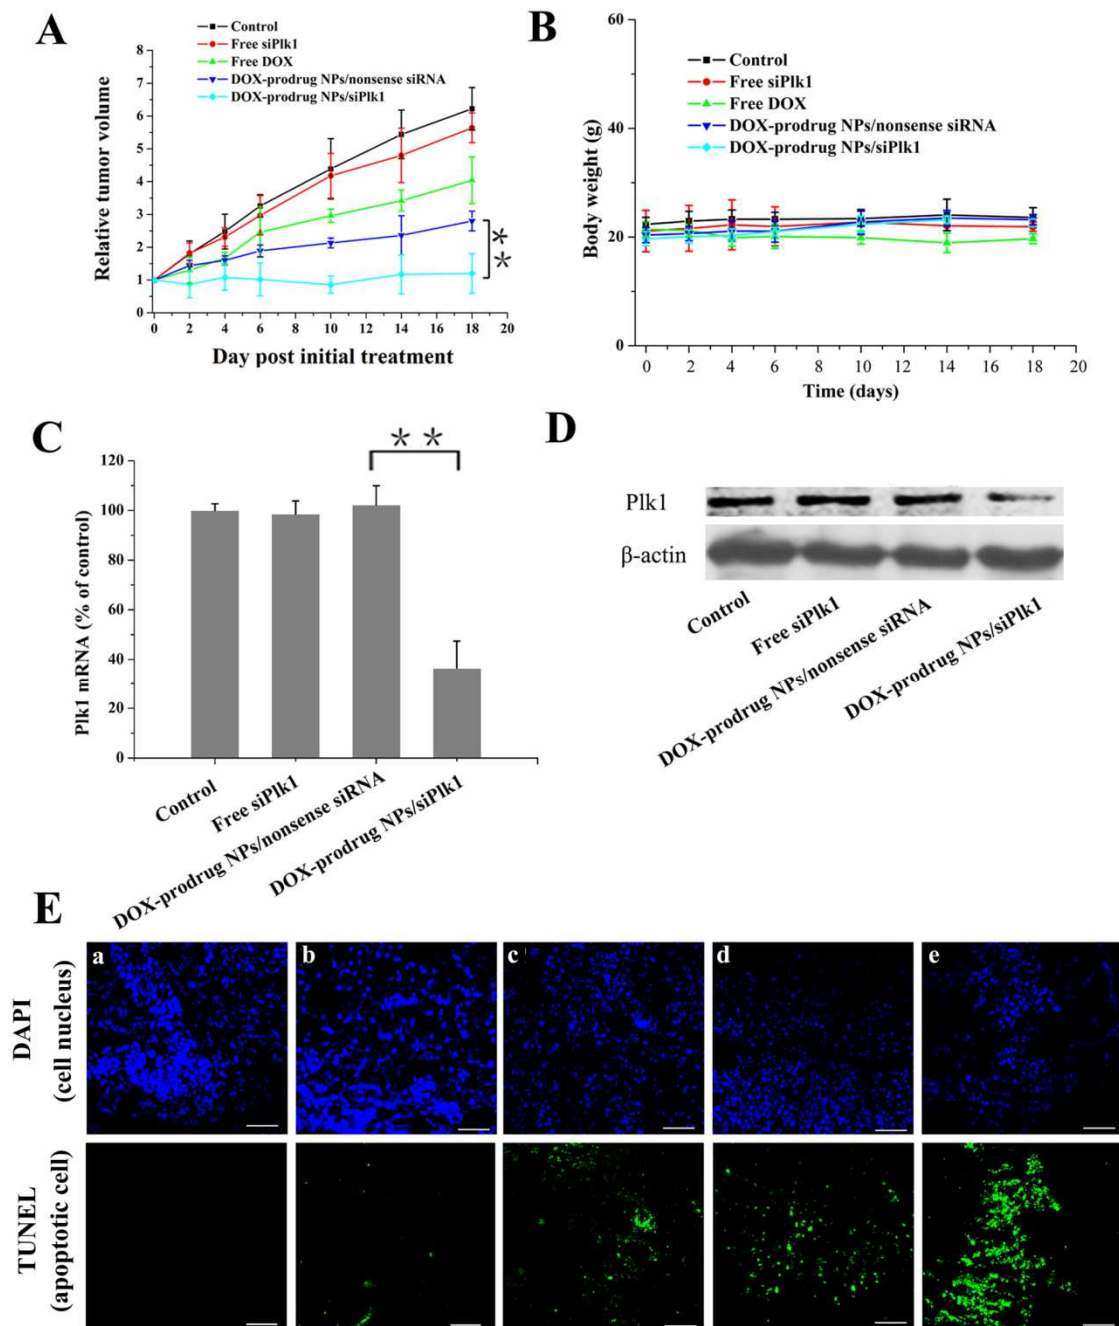 A
Control
Free siPlk1
Free DOX
DOX-prodrug NPs/nonsense siRNA
DOX-prodrug NPs/siPlk1
Relative tumor volume
8
7
6
5
4
3
2
1
0
**
0 2 4 6 8 10 12 14 16 18 20
Day post initial treatment
B
Control
Free siPlk1
Free DOX
DOX-prodrug NPs/nonsense siRNA
DOX-prodrug NPs/siPlk1
Body weight (g)
60
40
20
0
0 2 4 6 8 10 12 14 16 18 20
Time (days)
C
**
Plk1 mRNA (% of control)
120
100
80
60
40
20
0
Control
Free siPlk1
DOX-prodrug NPs/nonsense siRNA
DOX-prodrug NPs/siPlk1
D
Plk1
β-actin
Control
Free siPlk1
DOX-prodrug NPs/nonsense siRNA
DOX-prodrug NPs/siPlk1
E
DAPI
(cell nucleus)
a b c d e
TUNEL
(apoptotic cell)